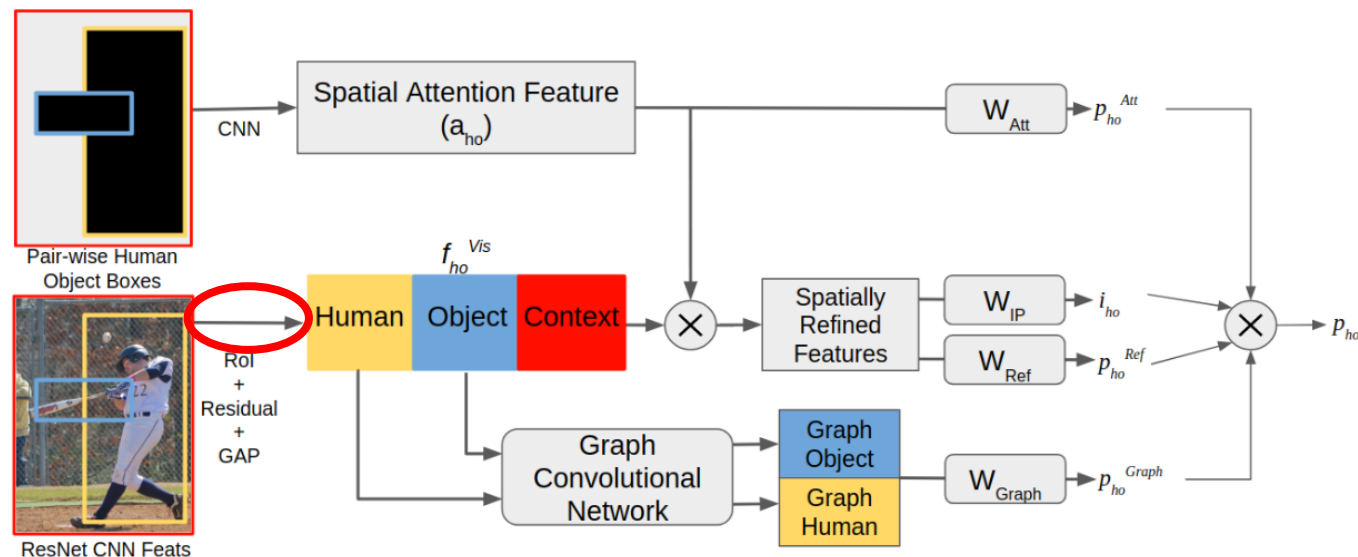 Pair-wise Human
Object Boxes
CNN
Spatial Attention Feature
(a_ho)
W_Att
p_ho^Att
ResNet CNN Feats
RoI
+
Residual
+
GAP
f_ho^Vis
Human
Object
Context
×
Spatially
Refined
Features
W_IP
i_ho
W_Ref
p_ho^Ref
Graph
Convolutional
Network
Graph
Object
Graph
Human
W_Graph
p_ho^Graph
×
p_ho
22